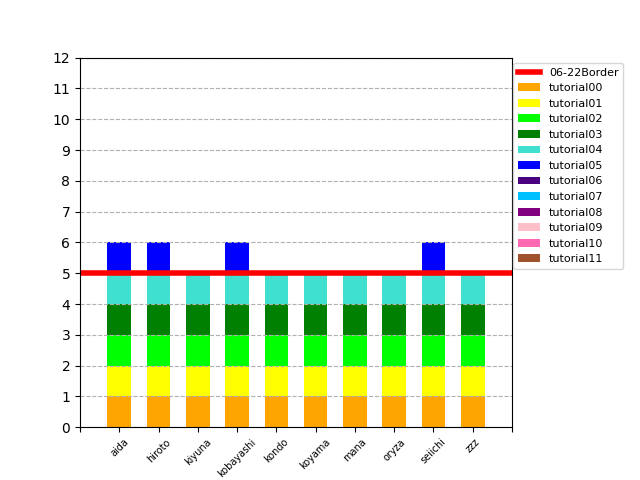 12
11
10
9
8
7
6
5
4
3
2
1
0
aida
hiroto
kiyuna
kobayashi
kondo
koyama
mana
oryza
seiichi
zzz
06-22Border
tutorial00
tutorial01
tutorial02
tutorial03
tutorial04
tutorial05
tutorial06
tutorial07
tutorial08
tutorial09
tutorial10
tutorial11